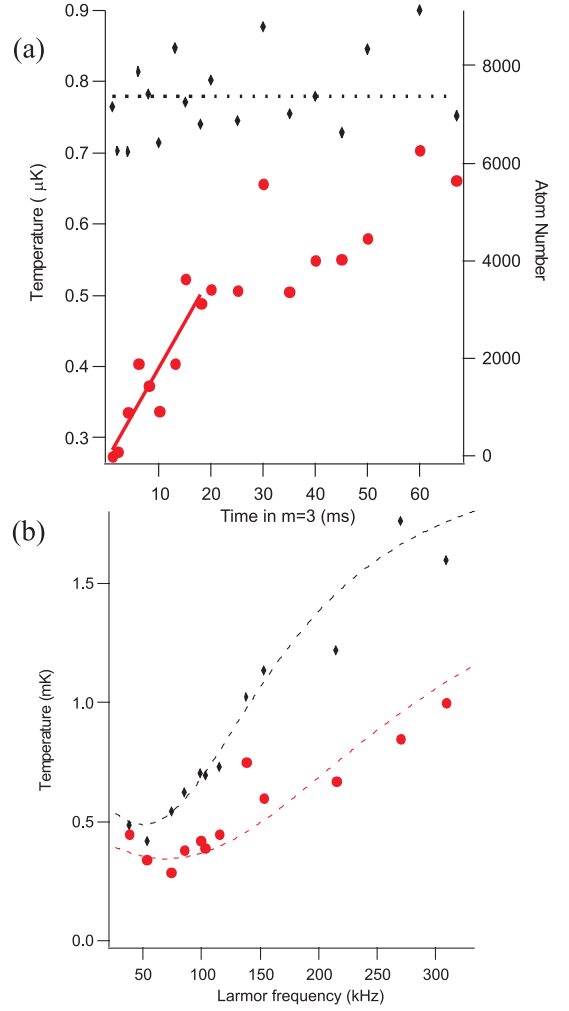 (a)
0.9
0.8
0.7
0.6
0.5
0.4
0.3
Temperature ( μK)
8000
6000
4000
2000
0
Atom Number
10 20 30 40 50 60
Time in m=3 (ms)
(b)
1.5
1.0
0.5
0.0
Temperature (mK)
50 100 150 200 250 300
Larmor frequency (kHz)